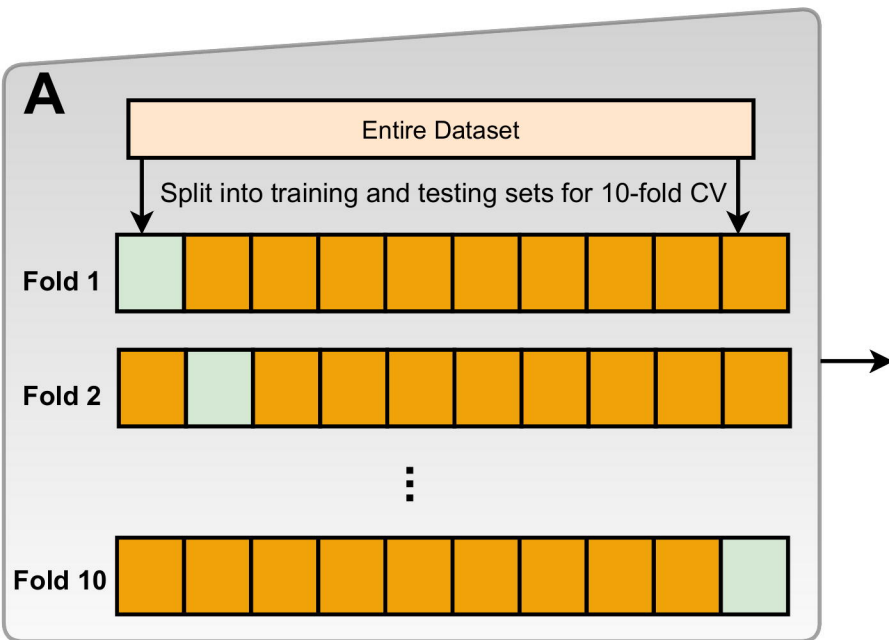 A
Entire Dataset
Split into training and testing sets for 10-fold CV
Fold 1
Fold 2
Fold 10